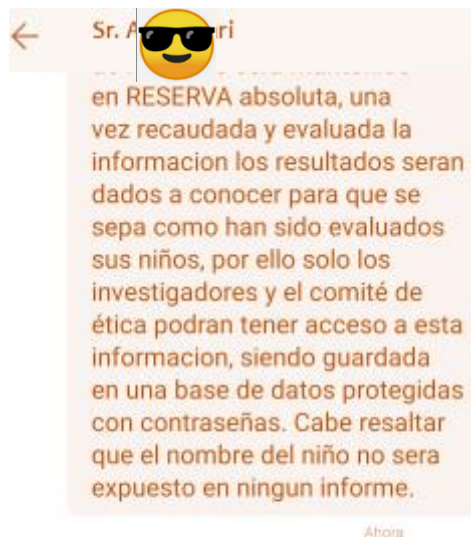 Sr. A ri
en RESERVA absoluta, una
vez recaudada y evaluada la
informacion los resultados seran
dados a conocer para que se
sepa como han sido evaluados
sus niños, por ello solo los
investigadores y el comité de
ética podran tener acceso a esta
informacion, siendo guardada
en una base de datos protegidas
con contraseñas. Cabe resaltar
que el nombre del niño no sera
expuesto en ningun informe.
Ahora